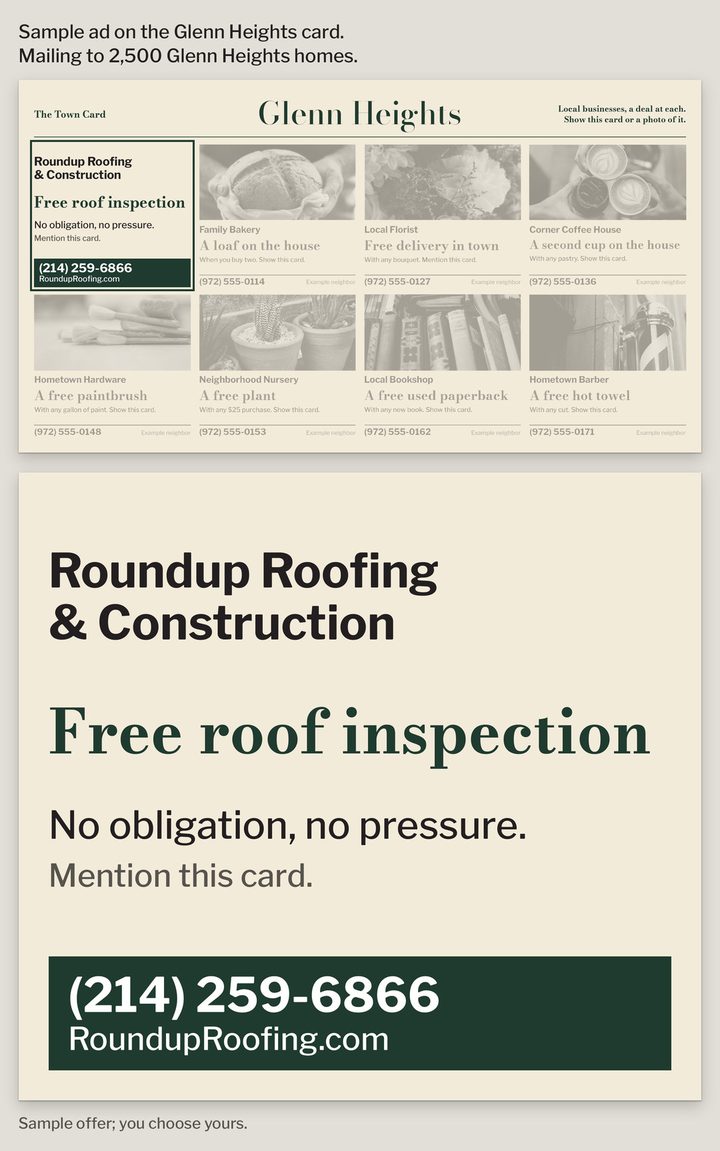 Sample ad on the Glenn Heights card.
Mailing to 2,500 Glenn Heights homes.
The Town Card
Glenn Heights
Local businesses, a deal at each.
Show this card or a photo of it.
Roundup Roofing
& Construction
Free roof inspection
No obligation, no pressure.
Mention this card.
(214) 259-6866
RoundupRoofing.com
Family Bakery
A loaf on the house
When you buy two. Show this card.
(972) 555-0114
Example neighbor
Local Florist
Free delivery in town
With any bouquet. Mention this card.
(972) 555-0127
Example neighbor
Corner Coffee House
A second cup on the house
With any pastry. Show this card.
(972) 555-0136
Example neighbor
Hometown Hardware
A free paintbrush
With any gallon of paint. Show this card.
(972) 555-0148
Example neighbor
Neighborhood Nursery
A free plant
With any $25 purchase. Show this card.
(972) 555-0153
Example neighbor
Local Bookshop
A free used paperback
With any new book. Show this card.
(972) 555-0162
Example neighbor
Hometown Barber
A free hot towel
With any cut. Show this card.
(972) 555-0171
Example neighbor
Roundup Roofing
& Construction
Free roof inspection
No obligation, no pressure.
Mention this card.
(214) 259-6866
RoundupRoofing.com
Sample offer; you choose yours.